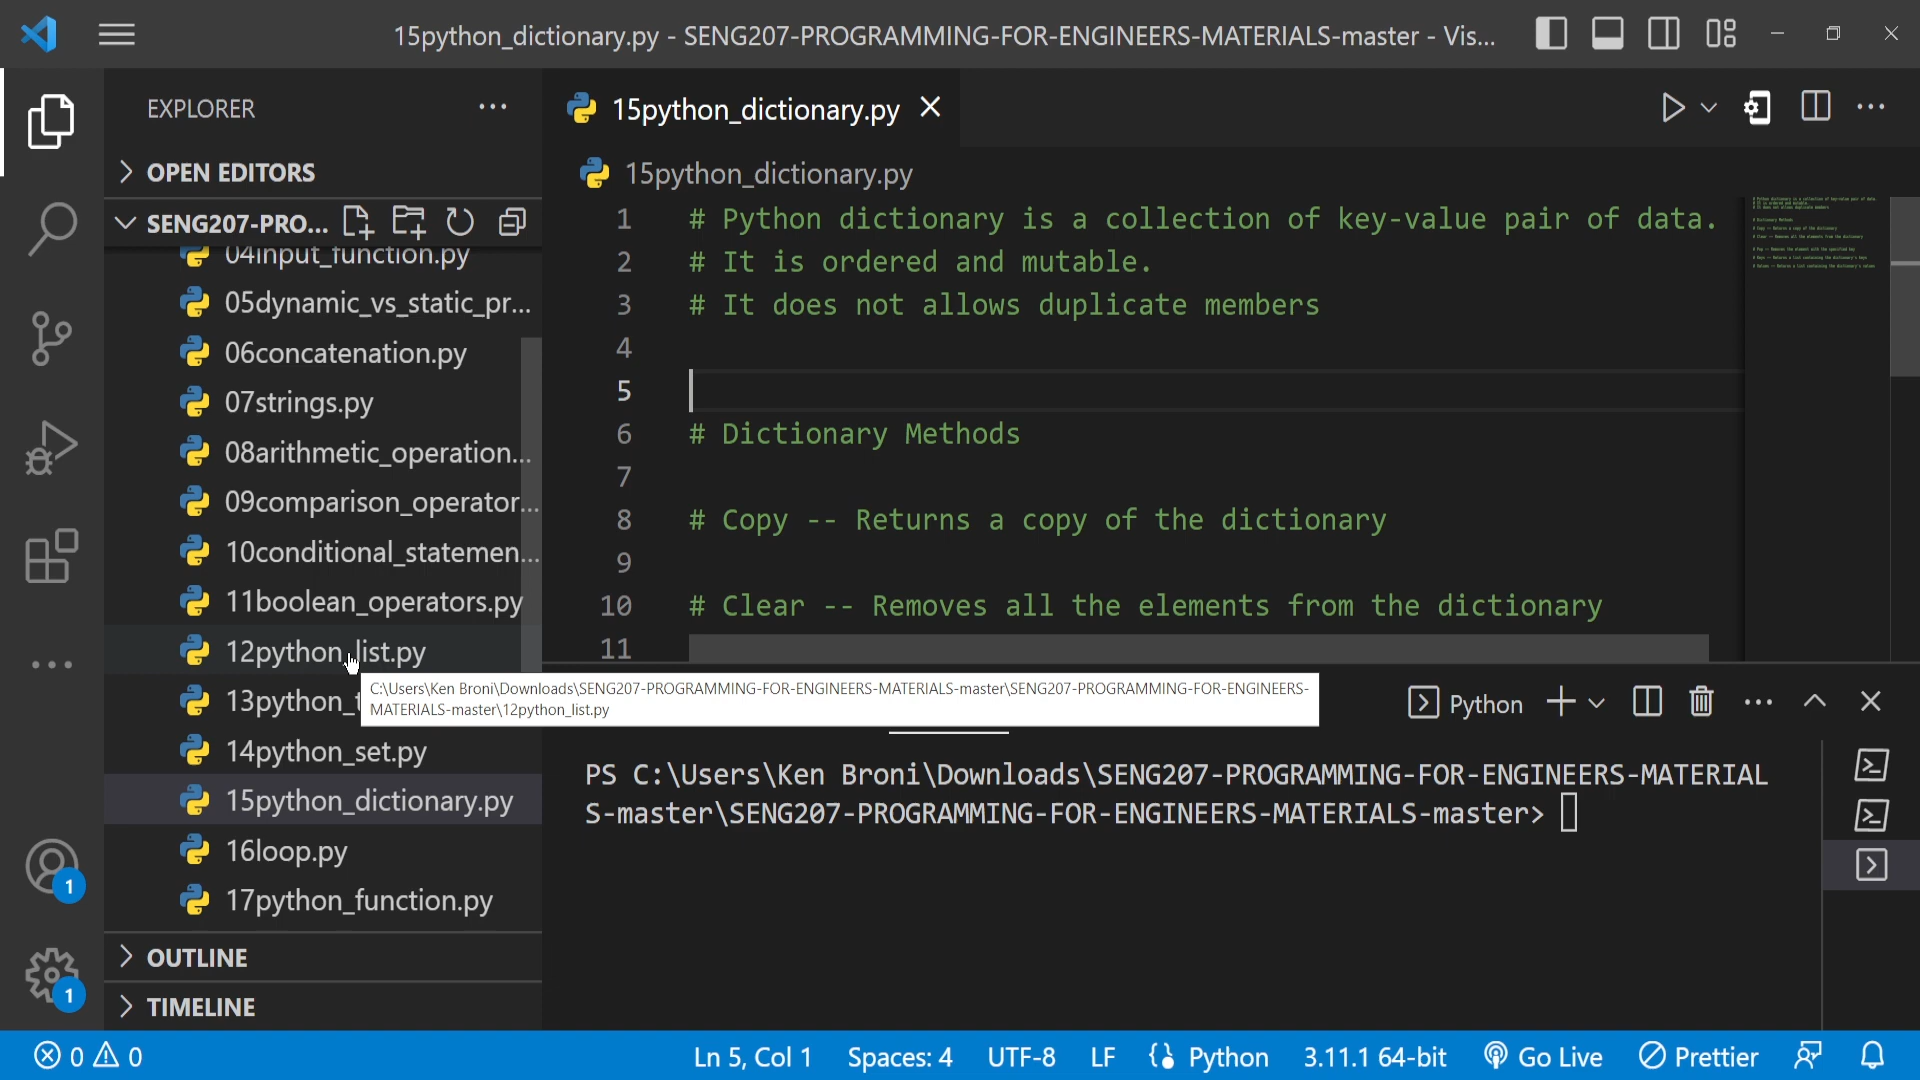 15python_dictionary.py - SENG207-PROGRAMMING-FOR-ENGINEERS-MATERIALS-master - Vis...
EXPLORER
OPEN EDITORS
SENG207-PRO...
04input_function.py
05dynamic_vs_static_pr...
06concatenation.py
07strings.py
08arithmetic_operation...
09comparison_operator...
10conditional_statemen...
11boolean_operators.py
12python_list.py
13python_t
14python_set.py
15python_dictionary.py
16loop.py
17python_function.py
OUTLINE
TIMELINE
15python_dictionary.py
15python_dictionary.py
1 # Python dictionary is a collection of key-value pair of data.
2 # It is ordered and mutable.
3 # It does not allows duplicate members
4
5
6 # Dictionary Methods
7
8 # Copy -- Returns a copy of the dictionary
9
10 # Clear -- Removes all the elements from the dictionary
11
C:\Users\Ken Broni\Downloads\SENG207-PROGRAMMING-FOR-ENGINEERS-MATERIALS-master\SENG207-PROGRAMMING-FOR-ENGINEERS-
MATERIALS-master\12python_list.py
Python
PS C:\Users\Ken Broni\Downloads\SENG207-PROGRAMMING-FOR-ENGINEERS-MATERIAL
S-master\SENG207-PROGRAMMING-FOR-ENGINEERS-MATERIALS-master>
1
1
0 0 Ln 5, Col 1 Spaces: 4 UTF-8 LF Python 3.11.1 64-bit Go Live Prettier